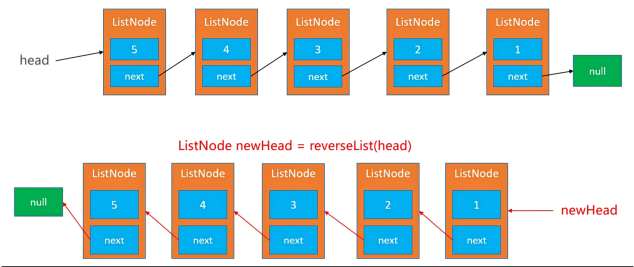 ListNode ListNode ListNode ListNode ListNode
5 4 3 2 1
head
next next next next next null
ListNode newHead = reverseList(head)
ListNode ListNode ListNode ListNode ListNode
null 5 4 3 2 1 newHead
next next next next next